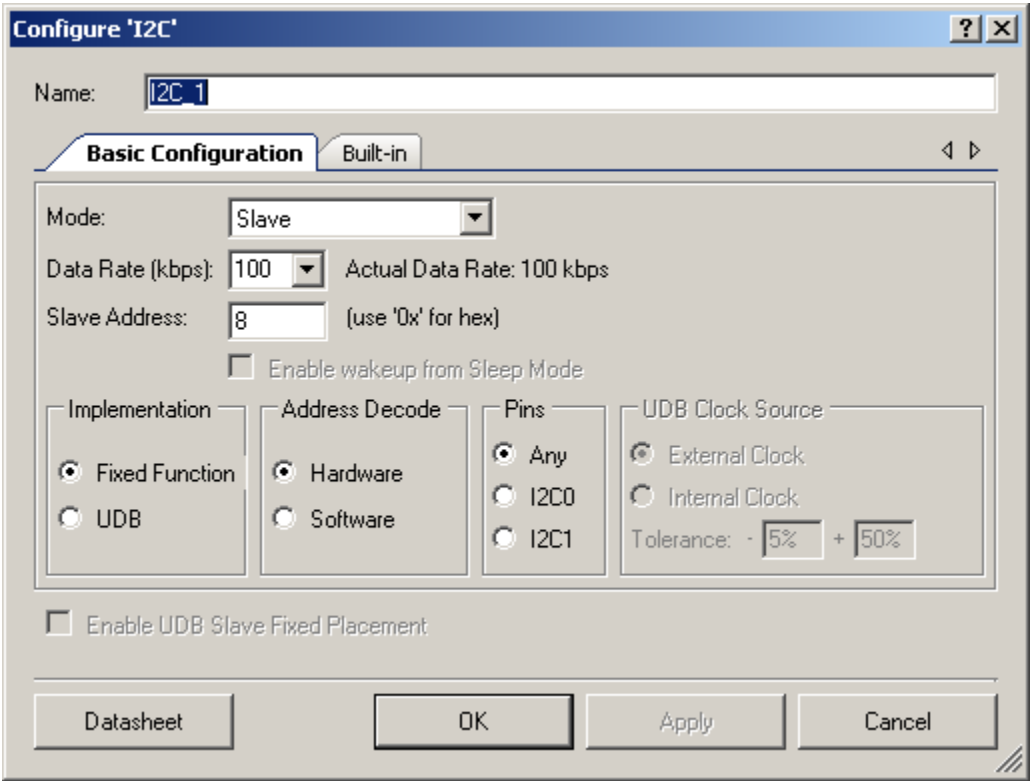 Configure 'I2C'
Name: I2C_1
Basic Configuration Built-in
Mode: Slave
Data Rate (kbps): 100 Actual Data Rate: 100 kbps
Slave Address: 8 (use '0x' for hex)
Enable wakeup from Sleep Mode
Implementation Address Decode Pins UDB Clock Source
Any External Clock
Fixed Function Hardware
I2C0 Internal Clock
UDB Software
I2C1 Tolerance: - 5% + 50%
Enable UDB Slave Fixed Placement
Datasheet OK Apply Cancel